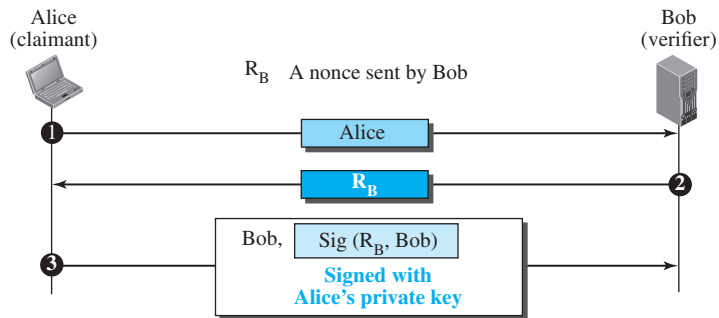 Alice
(claimant)
Bob
(verifier)
R_B A nonce sent by Bob
1
Alice
R_B
2
3
Bob, Sig (R_B, Bob)
Signed with
Alice's private key